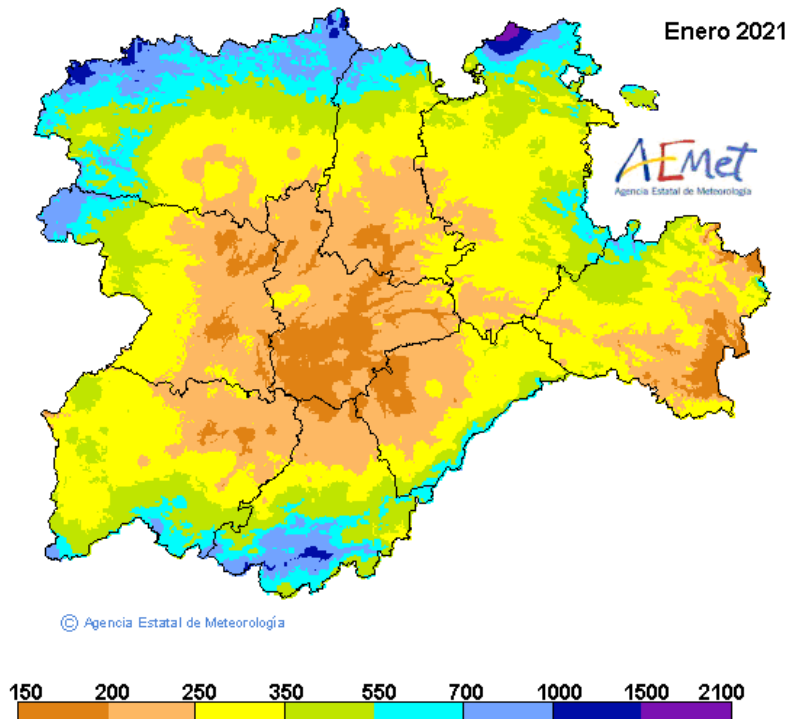 Enero 2021
AEMet
Agencia Estatal de Meteorología
© Agencia Estatal de Meteorología
150 200 250 350 550 700 1000 1500 2100